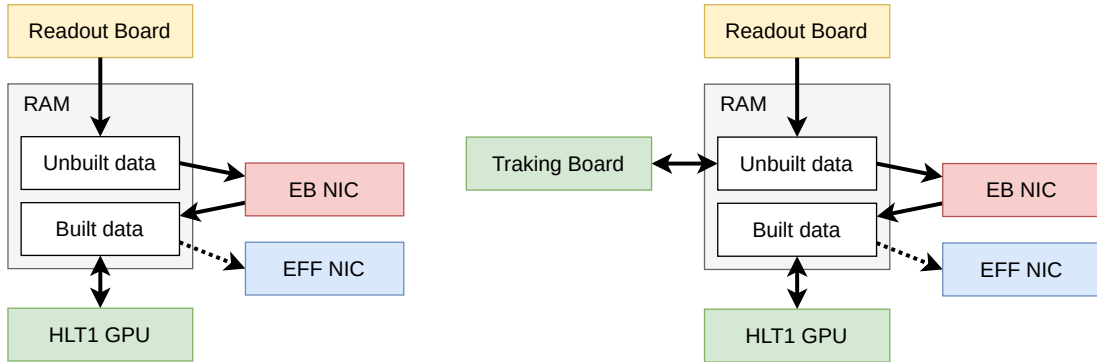 Readout Board
RAM
Unbuilt data
EB NIC
Built data
EFF NIC
HLT1 GPU
Readout Board
RAM
Traking Board
Unbuilt data
EB NIC
Built data
EFF NIC
HLT1 GPU